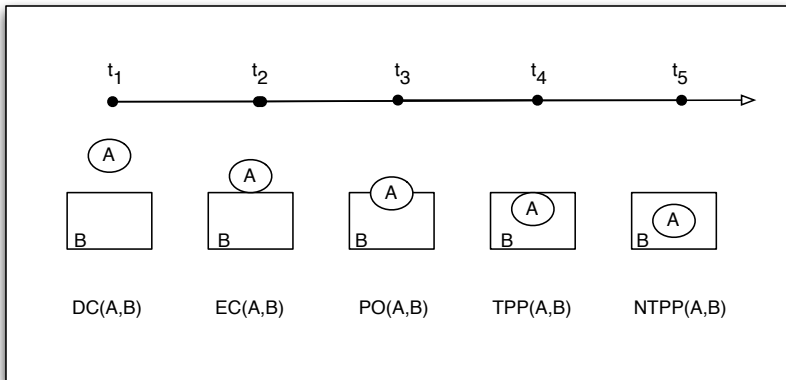 t1 t2 t3 t4 t5
A A A A A
B B B B B
DC(A,B) EC(A,B) PO(A,B) TPP(A,B) NTPP(A,B)